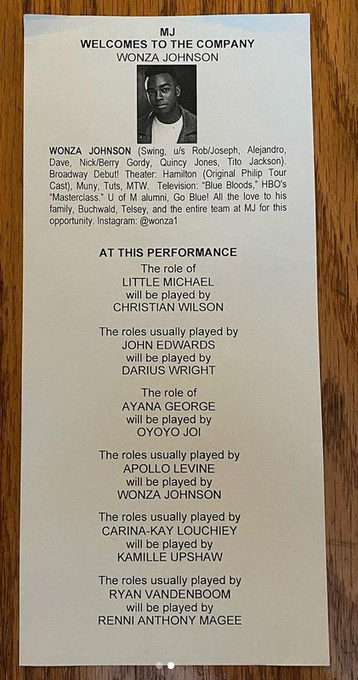 MJ
WELCOMES TO THE COMPANY
WONZA JOHNSON
WONZA JOHNSON (Swing, u/s Rob/Joseph, Alejandro,
Dave, Nick/Berry Gordy, Quincy Jones, Tito Jackson).
Broadway Debut! Theater: Hamilton (Original Philip Tour
Cast), Muny, Tuts, MTW. Television: “Blue Bloods,” HBO's
“Masterclass.” U of M alumni, Go Blue! All the love to his
family, Buchwald, Telsey, and the entire team at MJ for this
opportunity. Instagram: @wonza1
AT THIS PERFORMANCE
The role of
LITTLE MICHAEL
will be played by
CHRISTIAN WILSON
The roles usually played by
JOHN EDWARDS
will be played by
DARIUS WRIGHT
The role of
AYANA GEORGE
will be played by
OYOYO JOI
The roles usually played by
APOLLO LEVINE
will be played by
WONZA JOHNSON
The roles usually played by
CARINA-KAY LOUCHIEY
will be played by
KAMILLE UPSHAW
The roles usually played by
RYAN VANDENBOOM
will be played by
RENNI ANTHONY MAGEE